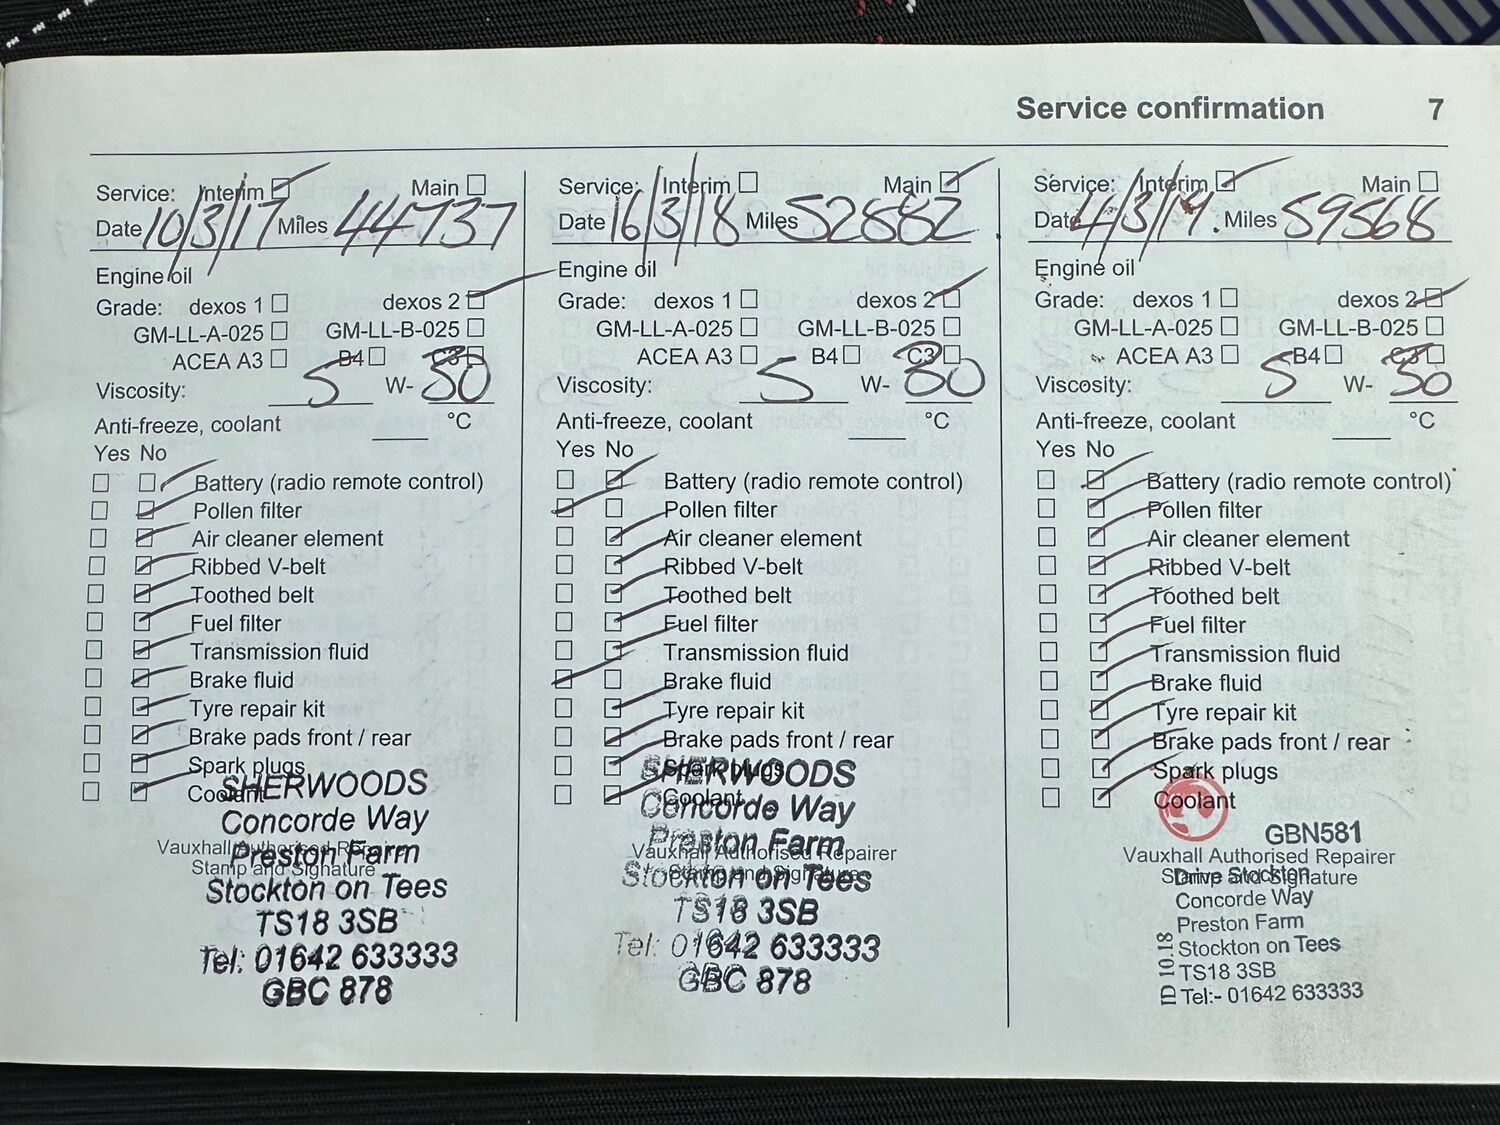 Service confirmation 7
Service: Interim Main
Date 10/3/17 Miles 44737
Engine oil
Grade: dexos 1 dexos 2
GM-LL-A-025 GM-LL-B-025
ACEA A3 B4 C3
Viscosity: 5 W- 30
Anti-freeze, coolant °C
Yes No
Battery (radio remote control)
Pollen filter
Air cleaner element
Ribbed V-belt
Toothed belt
Fuel filter
Transmission fluid
Brake fluid
Tyre repair kit
Brake pads front / rear
Spark plugs
Coolant
Vauxhall Authorised Repairer
Stamp and Signature
SHERWOODS
Concorde Way
Preston Farm
Stockton on Tees
TS18 3SB
Tel: 01642 633333
GBC 878
Service: Interim Main
Date 16/3/18 Miles 52882
Engine oil
Grade: dexos 1 dexos 2
GM-LL-A-025 GM-LL-B-025
ACEA A3 B4 C3
Viscosity: 5 W- 30
Anti-freeze, coolant °C
Yes No
Battery (radio remote control)
Pollen filter
Air cleaner element
Ribbed V-belt
Toothed belt
Fuel filter
Transmission fluid
Brake fluid
Tyre repair kit
Brake pads front / rear
Spark plugs
Coolant
Vauxhall Authorised Repairer
Stamp and Signature
SHERWOODS
Concorde Way
Preston Farm
Stockton on Tees
TS18 3SB
Tel: 01642 633333
GBC 878
Service: Interim Main
Date 4/3/19. Miles 59568
Engine oil
Grade: dexos 1 dexos 2
GM-LL-A-025 GM-LL-B-025
ACEA A3 B4 C3
Viscosity: 5 W- 30
Anti-freeze, coolant °C
Yes No
Battery (radio remote control)
Pollen filter
Air cleaner element
Ribbed V-belt
Toothed belt
Fuel filter
Transmission fluid
Brake fluid
Tyre repair kit
Brake pads front / rear
Spark plugs
Coolant
GBN581
Vauxhall Authorised Repairer
Stamp and Signature
Drive Stockton
Concorde Way
Preston Farm
Stockton on Tees
TS18 3SB
Tel:- 01642 633333
ID 10.18